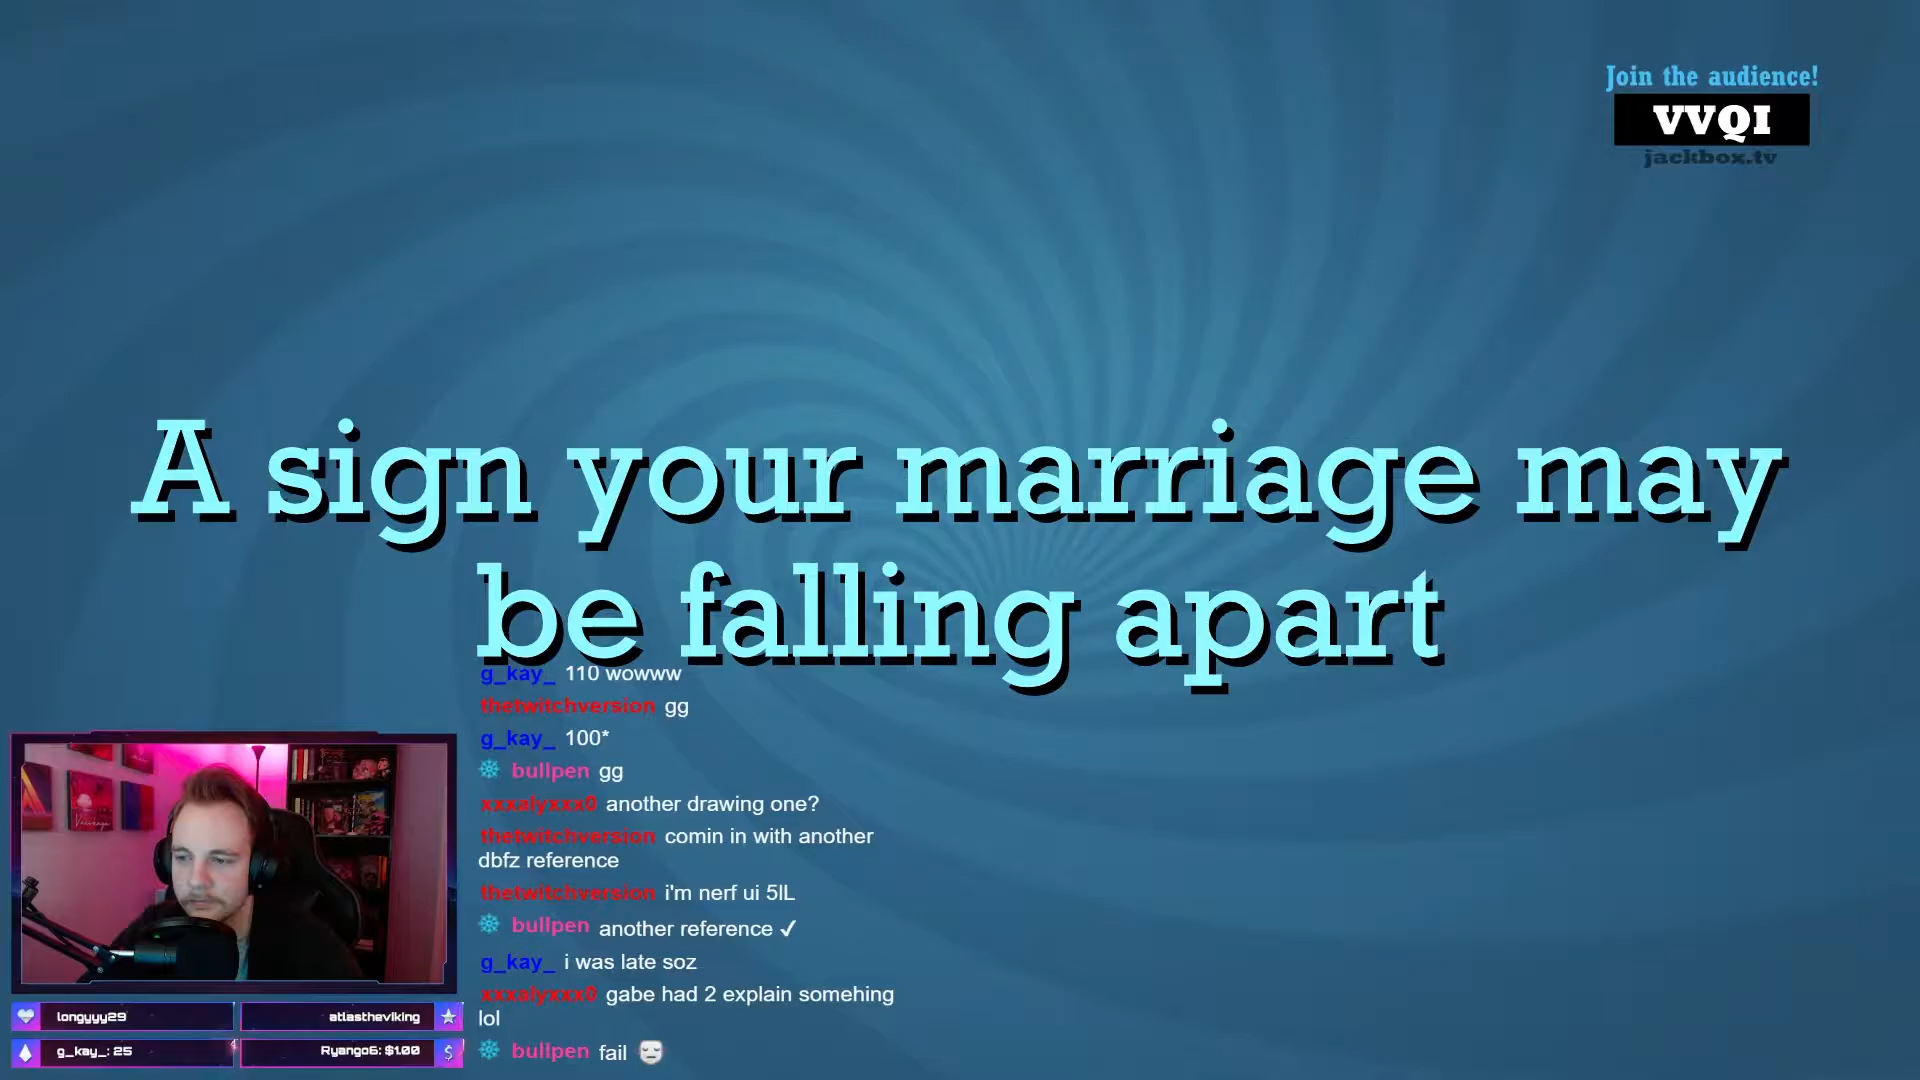 Join the audience!
VVQI
jackbox.tv
A sign your marriage may
be falling apart
g_kay_ 110 wowww
thetwitchversion gg
g_kay_ 100*
bullpen gg
xxxalyxxx0 another drawing one?
thetwitchversion comin in with another
dbfz reference
thetwitchversion i'm nerf ui 5lL
bullpen another reference ✓
g_kay_ i was late soz
xxxalyxxx0 gabe had 2 explain somehing
lol
bullpen fail
longyyy29
atlastheviking
g_kay_: 25
Ryango6: $1.00